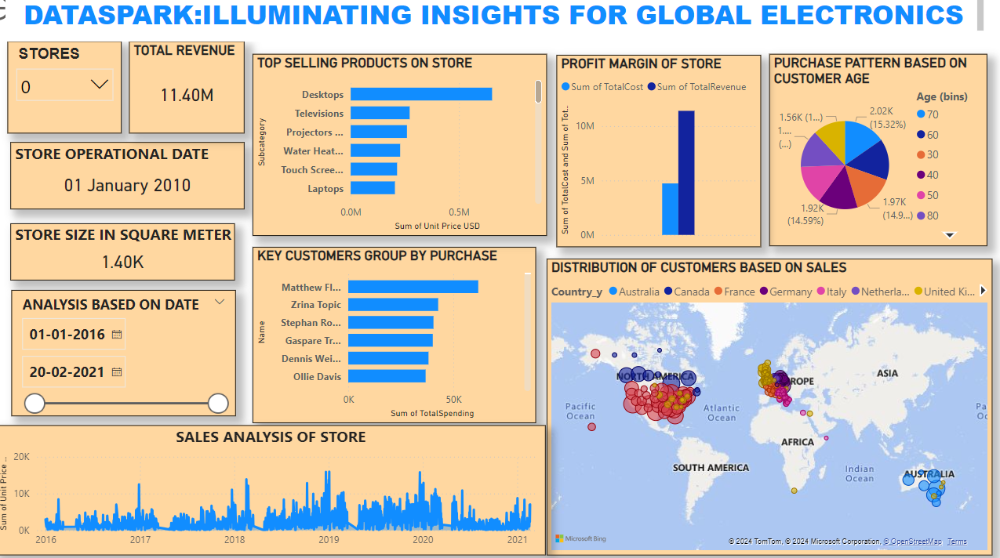 DATASPARK:ILLUMINATING INSIGHTS FOR GLOBAL ELECTRONICS
STORES
0
TOTAL REVENUE
11.40M
STORE OPERATIONAL DATE
01 January 2010
STORE SIZE IN SQUARE METER
1.40K
ANALYSIS BASED ON DATE
01-01-2016
20-02-2021
TOP SELLING PRODUCTS ON STORE
Subcategory
Desktops
Televisions
Projectors ...
Water Heat...
Touch Scree...
Laptops
0.0M 0.5M
Sum of Unit Price USD
KEY CUSTOMERS GROUP BY PURCHASE
Name
Matthew Fl...
Zrina Topic
Stephan Ro...
Gaspare Tr...
Dennis Wei...
Ollie Davis
0K 50K
Sum of TotalSpending
PROFIT MARGIN OF STORE
Sum of TotalCost Sum of TotalRevenue
Sum of TotalCost and Sum of Tot...
10M
5M
0M
PURCHASE PATTERN BASED ON
CUSTOMER AGE
Age (bins)
70
60
30
40
50
80
2.02K
(15.32%)
1.97K
(14.9...)
1.92K
(14.59%)
1....
(...)
1.56K (1...)
DISTRIBUTION OF CUSTOMERS BASED ON SALES
Country_y Australia Canada France Germany Italy Netherla... United Ki...
NORTH AMERICA
ROPE
ASIA
Pacific
Ocean
Atlantic
Ocean
Pa
Oc
AFRICA
SOUTH AMERICA
Indian
Ocean
AUSTRALIA
Microsoft Bing
© 2024 TomTom, © 2024 Microsoft Corporation, © OpenStreetMap Terms
SALES ANALYSIS OF STORE
Sum of Unit Price ...
20K
10K
0K
2016 2017 2018 2019 2020 2021